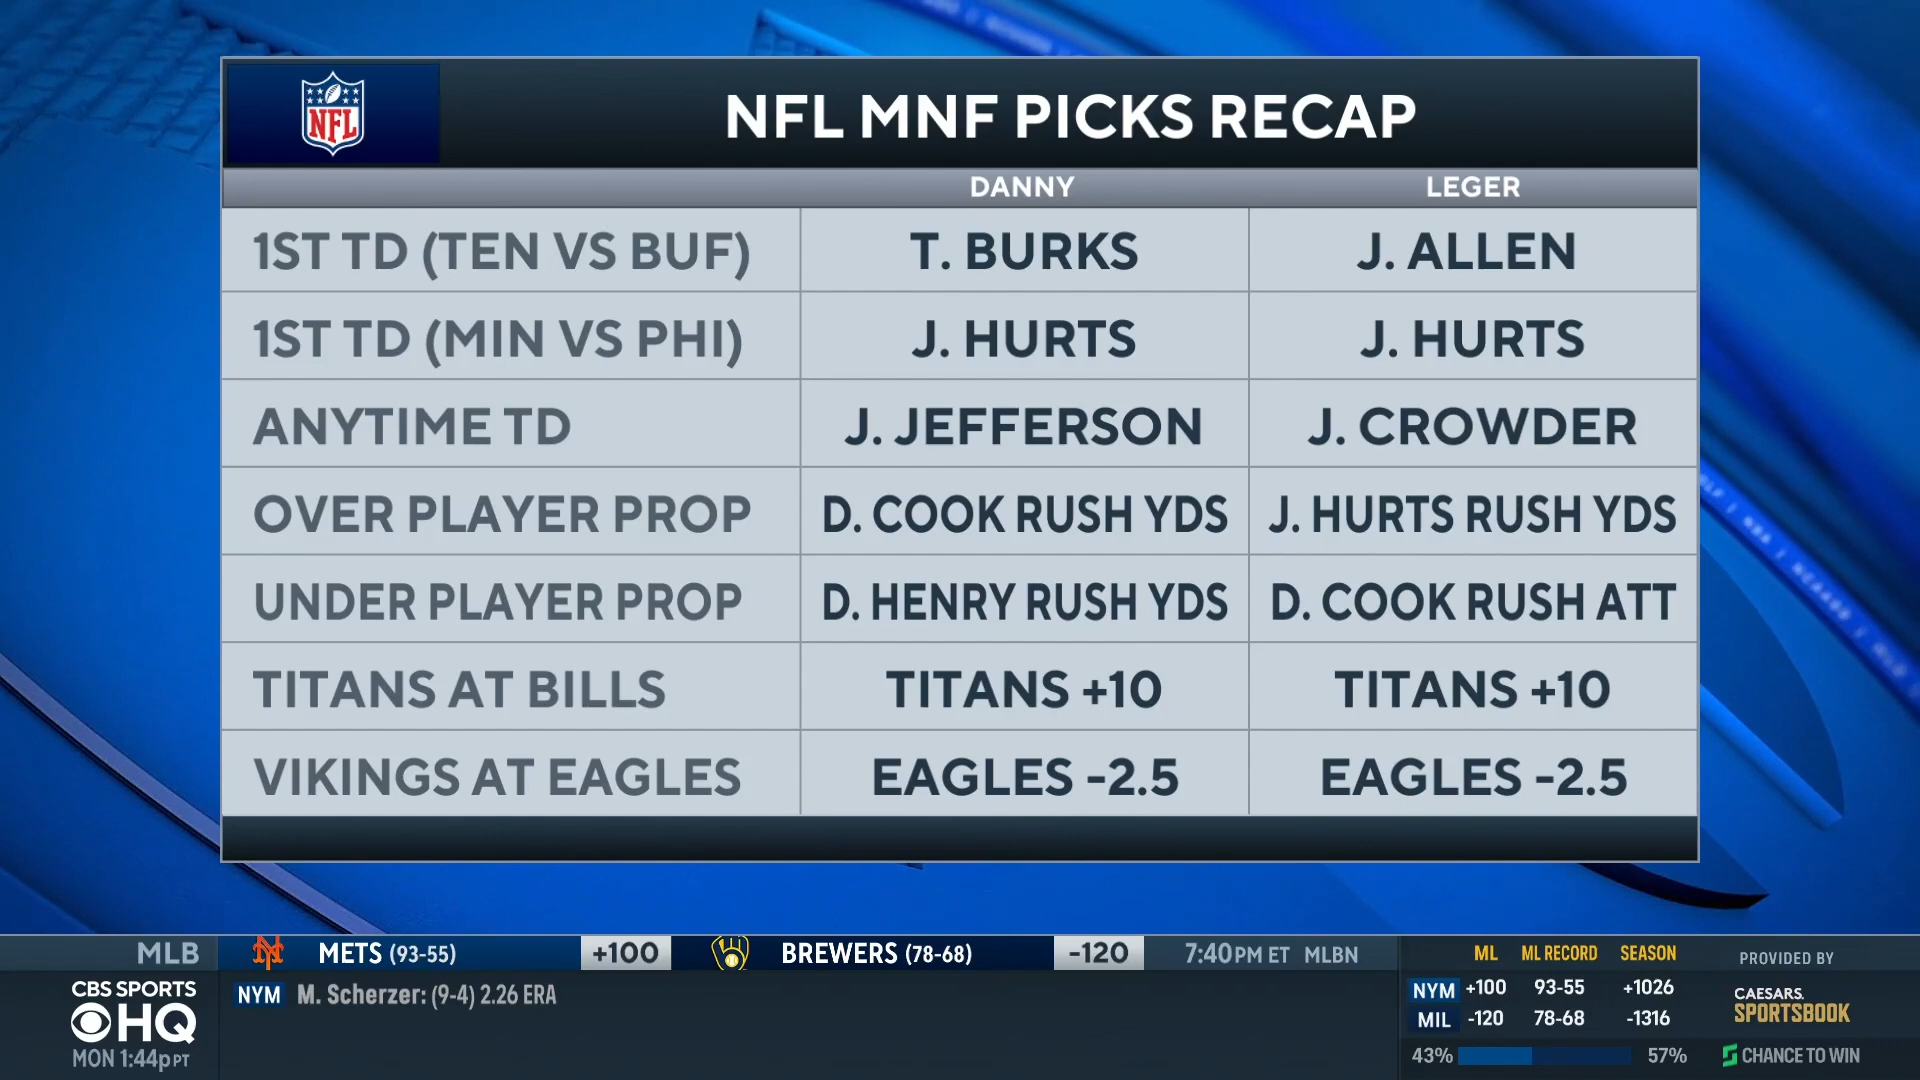 NFL
NFL MNF PICKS RECAP
DANNY LEGER
1ST TD (TEN VS BUF) T. BURKS J. ALLEN
1ST TD (MIN VS PHI) J. HURTS J. HURTS
ANYTIME TD J. JEFFERSON J. CROWDER
OVER PLAYER PROP D. COOK RUSH YDS J. HURTS RUSH YDS
UNDER PLAYER PROP D. HENRY RUSH YDS D. COOK RUSH ATT
TITANS AT BILLS TITANS +10 TITANS +10
VIKINGS AT EAGLES EAGLES -2.5 EAGLES -2.5
MLB NY METS (93-55) +100 BREWERS (78-68) -120 7:40PM ET MLBN
NYM M. Scherzer: (9-4) 2.26 ERA
CBS SPORTS
HQ
MON 1:44p PT
ML ML RECORD SEASON
NYM +100 93-55 +1026
MIL -120 78-68 -1316
43% 57%
PROVIDED BY
CAESARS
SPORTSBOOK
CHANCE TO WIN